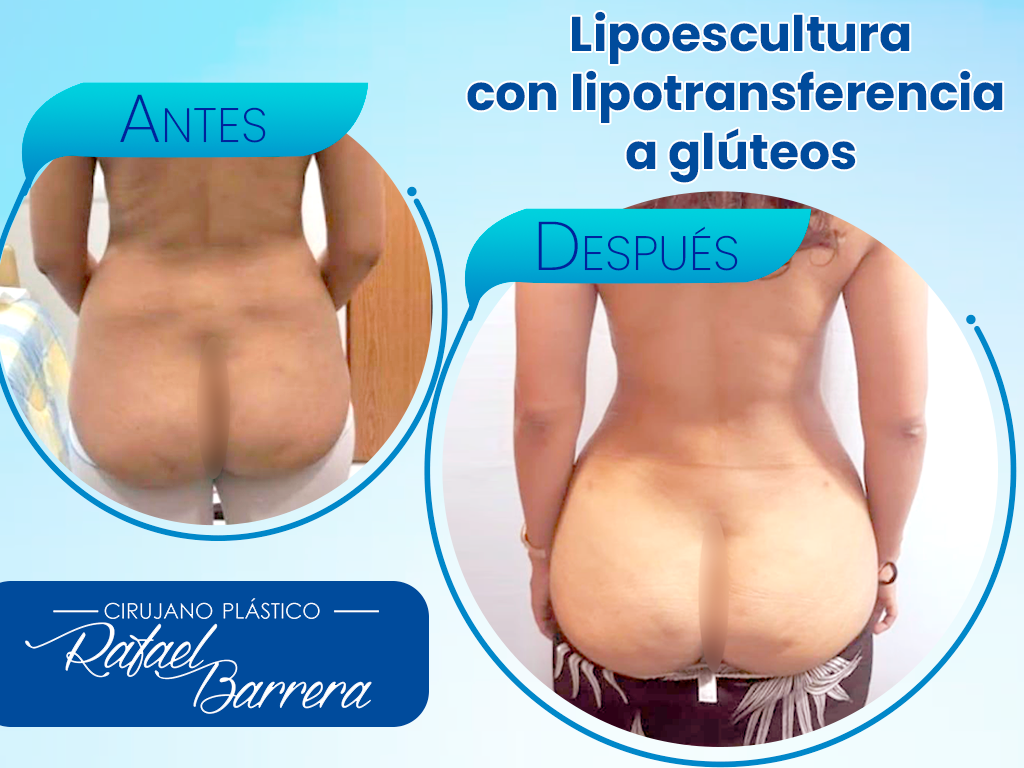 Lipoescultura
con lipotransferencia
a glúteos
ANTES
DESPUÉS
CIRUJANO PLÁSTICO
Rafael
Barrera